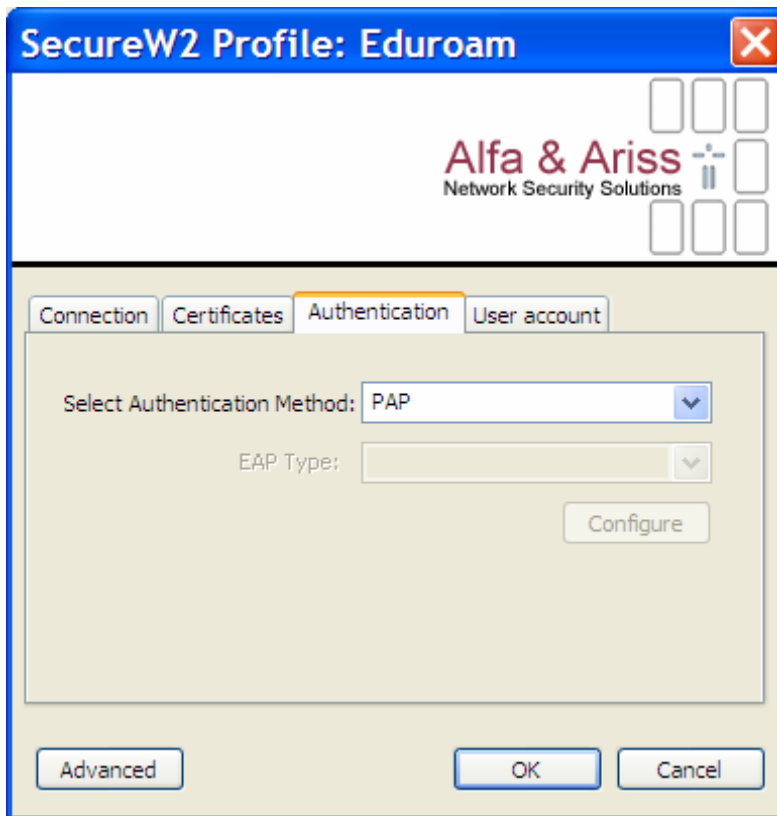 SecureW2 Profile: Eduroam
Alfa & Ariss
Network Security Solutions
Connection Certificates Authentication User account
Select Authentication Method: PAP
EAP Type:
Configure
Advanced OK Cancel